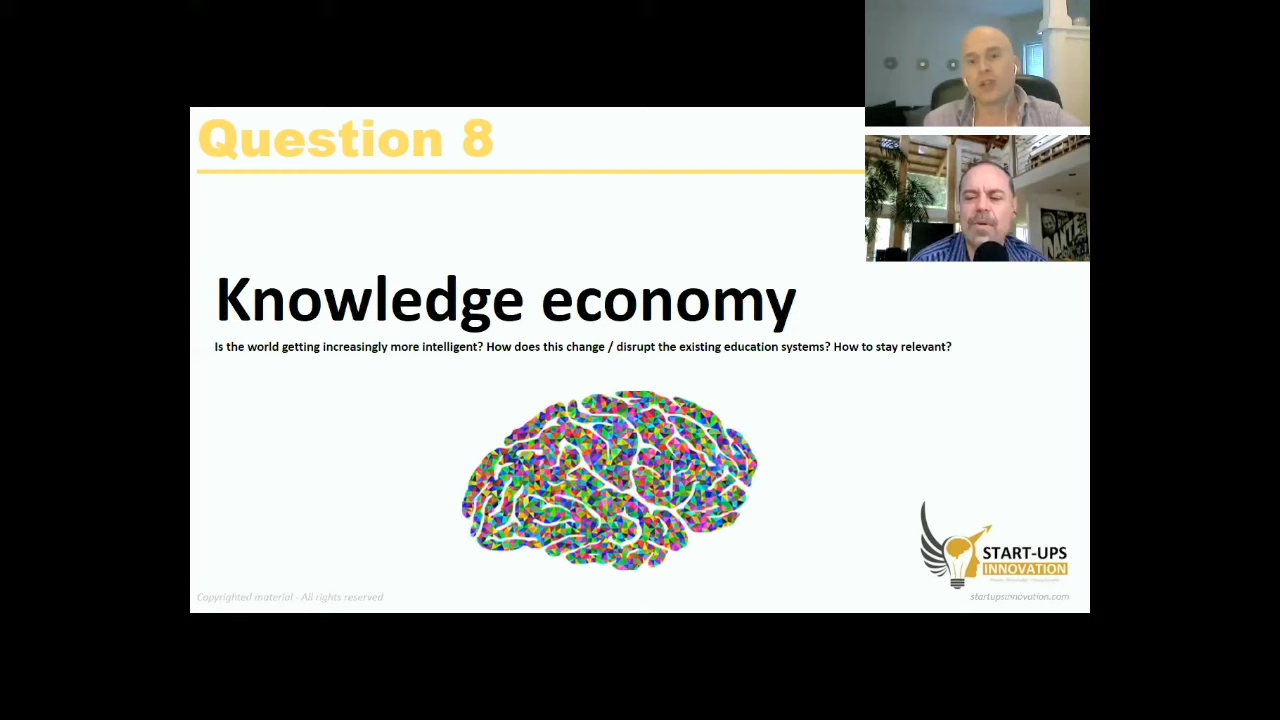 Question 8
Knowledge economy
Is the world getting increasingly more intelligent? How does this change / disrupt the existing education systems? How to stay relevant?
DANTE
START-UPS
INNOVATION
Copyrighted material - All rights reserved
startupsinnovation.com